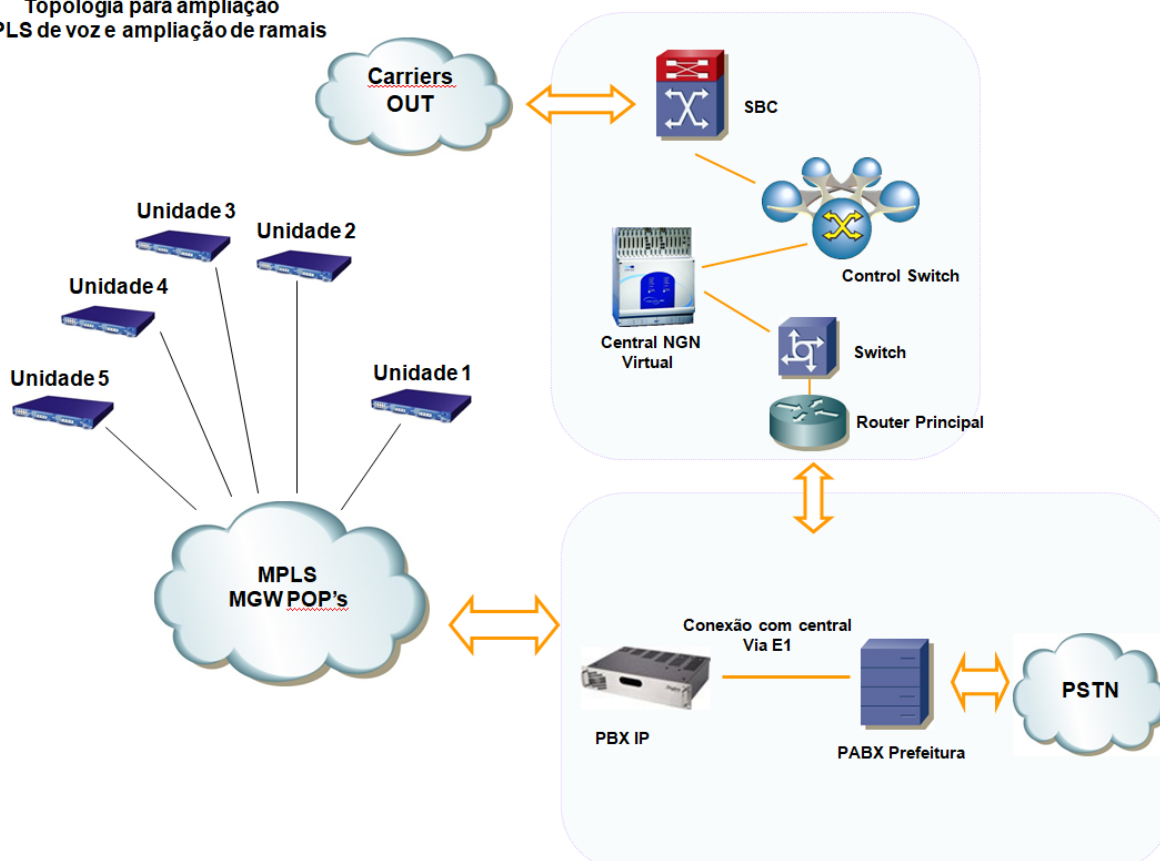 Topologia para ampliação
PLS de voz e ampliação de ramais
Carriers
OUT
SBC
Unidade 3
Unidade 2
Control Switch
Unidade 4
Central NGN
Virtual
Switch
Unidade 5
Unidade 1
Router Principal
MPLS
MGW POP's
Conexão com central
Via E1
PSTN
PBX IP
PABX Prefeitura